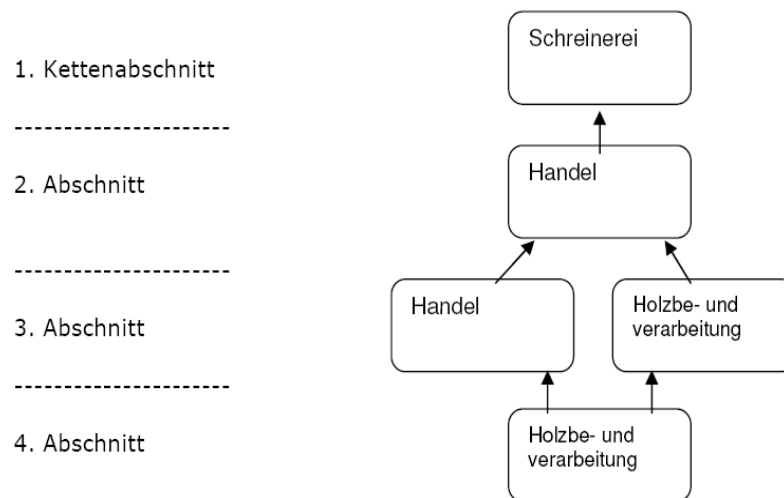 Schreinerei
1. Kettenabschnitt
-----------------------
Handel
2. Abschnitt
-----------------------
Handel
Holzbe- und
verarbeitung
3. Abschnitt
-----------------------
4. Abschnitt
Holzbe- und
verarbeitung